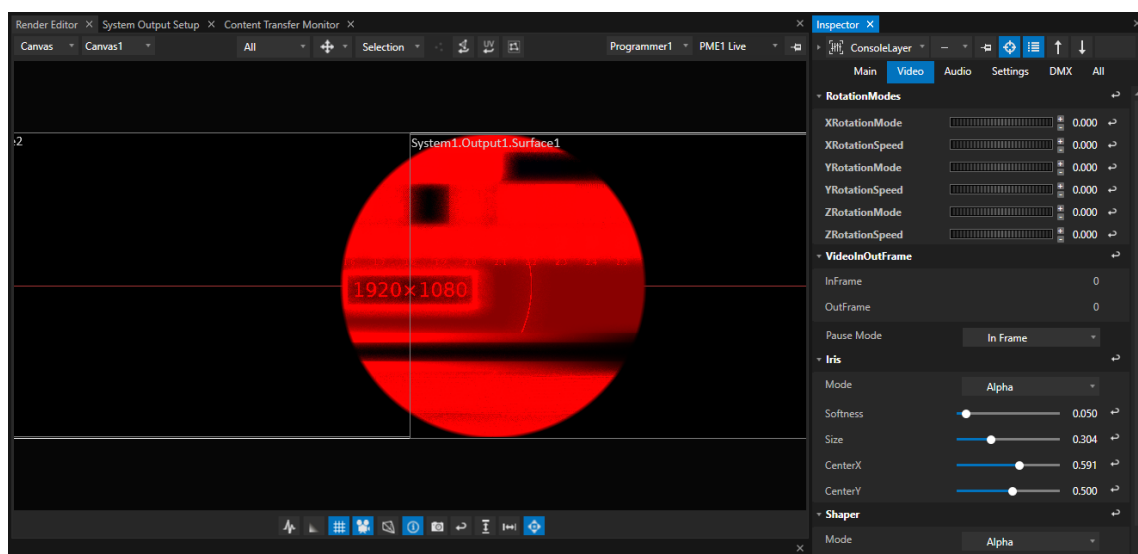 Render Editor × System Output Setup × Content Transfer Monitor ×
Canvas Canvas1 All Selection UV Programmer1 PME1 Live
System1.Output1.Surface1
1920×1080
Inspector ×
ConsoleLayer –
Main Video Audio Settings DMX All
RotationModes
XRotationMode 0.000
XRotationSpeed 0.000
YRotationMode 0.000
YRotationSpeed 0.000
ZRotationMode 0.000
ZRotationSpeed 0.000
VideoInOutFrame
InFrame 0
OutFrame 0
Pause Mode In Frame
Iris
Mode Alpha
Softness 0.050
Size 0.304
CenterX 0.591
CenterY 0.500
Shaper
Mode Alpha